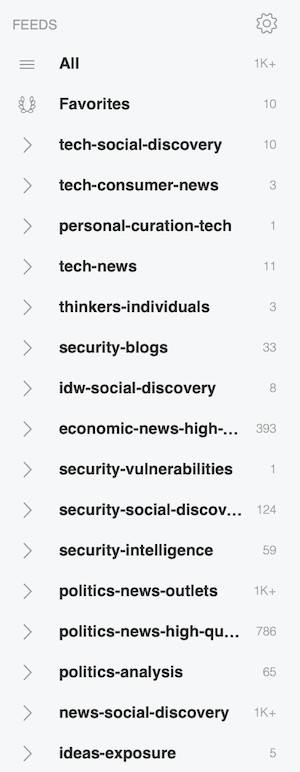 FEEDS
All 1K+
Favorites 10
tech-social-discovery 10
tech-consumer-news 3
personal-curation-tech 1
tech-news 11
thinkers-individuals 3
security-blogs 33
idw-social-discovery 8
economic-news-high-... 393
security-vulnerabilities 1
security-social-discov... 124
security-intelligence 59
politics-news-outlets 1K+
politics-news-high-qu... 786
politics-analysis 65
news-social-discovery 1K+
ideas-exposure 5